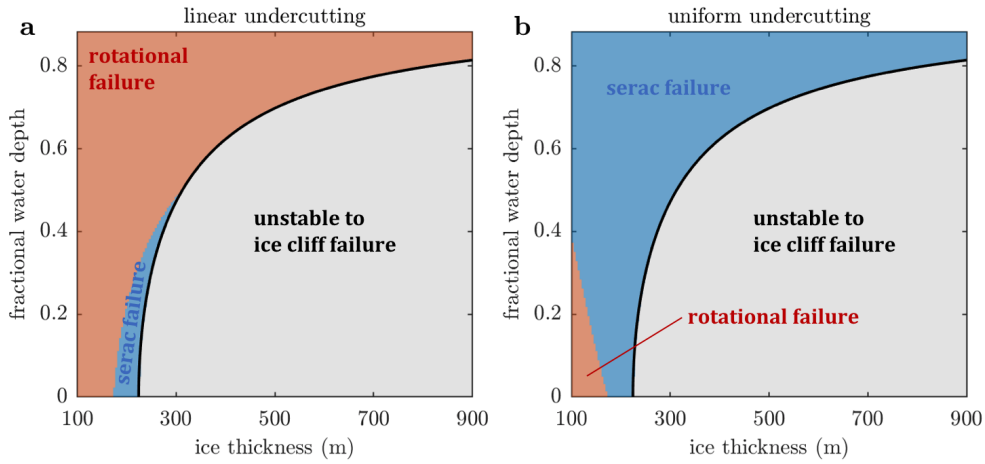 a
linear undercutting
rotational
failure
serac failure
unstable to
ice cliff failure
fractional water depth
0
0.2
0.4
0.6
0.8
100
300
500
700
900
ice thickness (m)
b
uniform undercutting
serac failure
unstable to
ice cliff failure
rotational failure
fractional water depth
0
0.2
0.4
0.6
0.8
100
300
500
700
900
ice thickness (m)